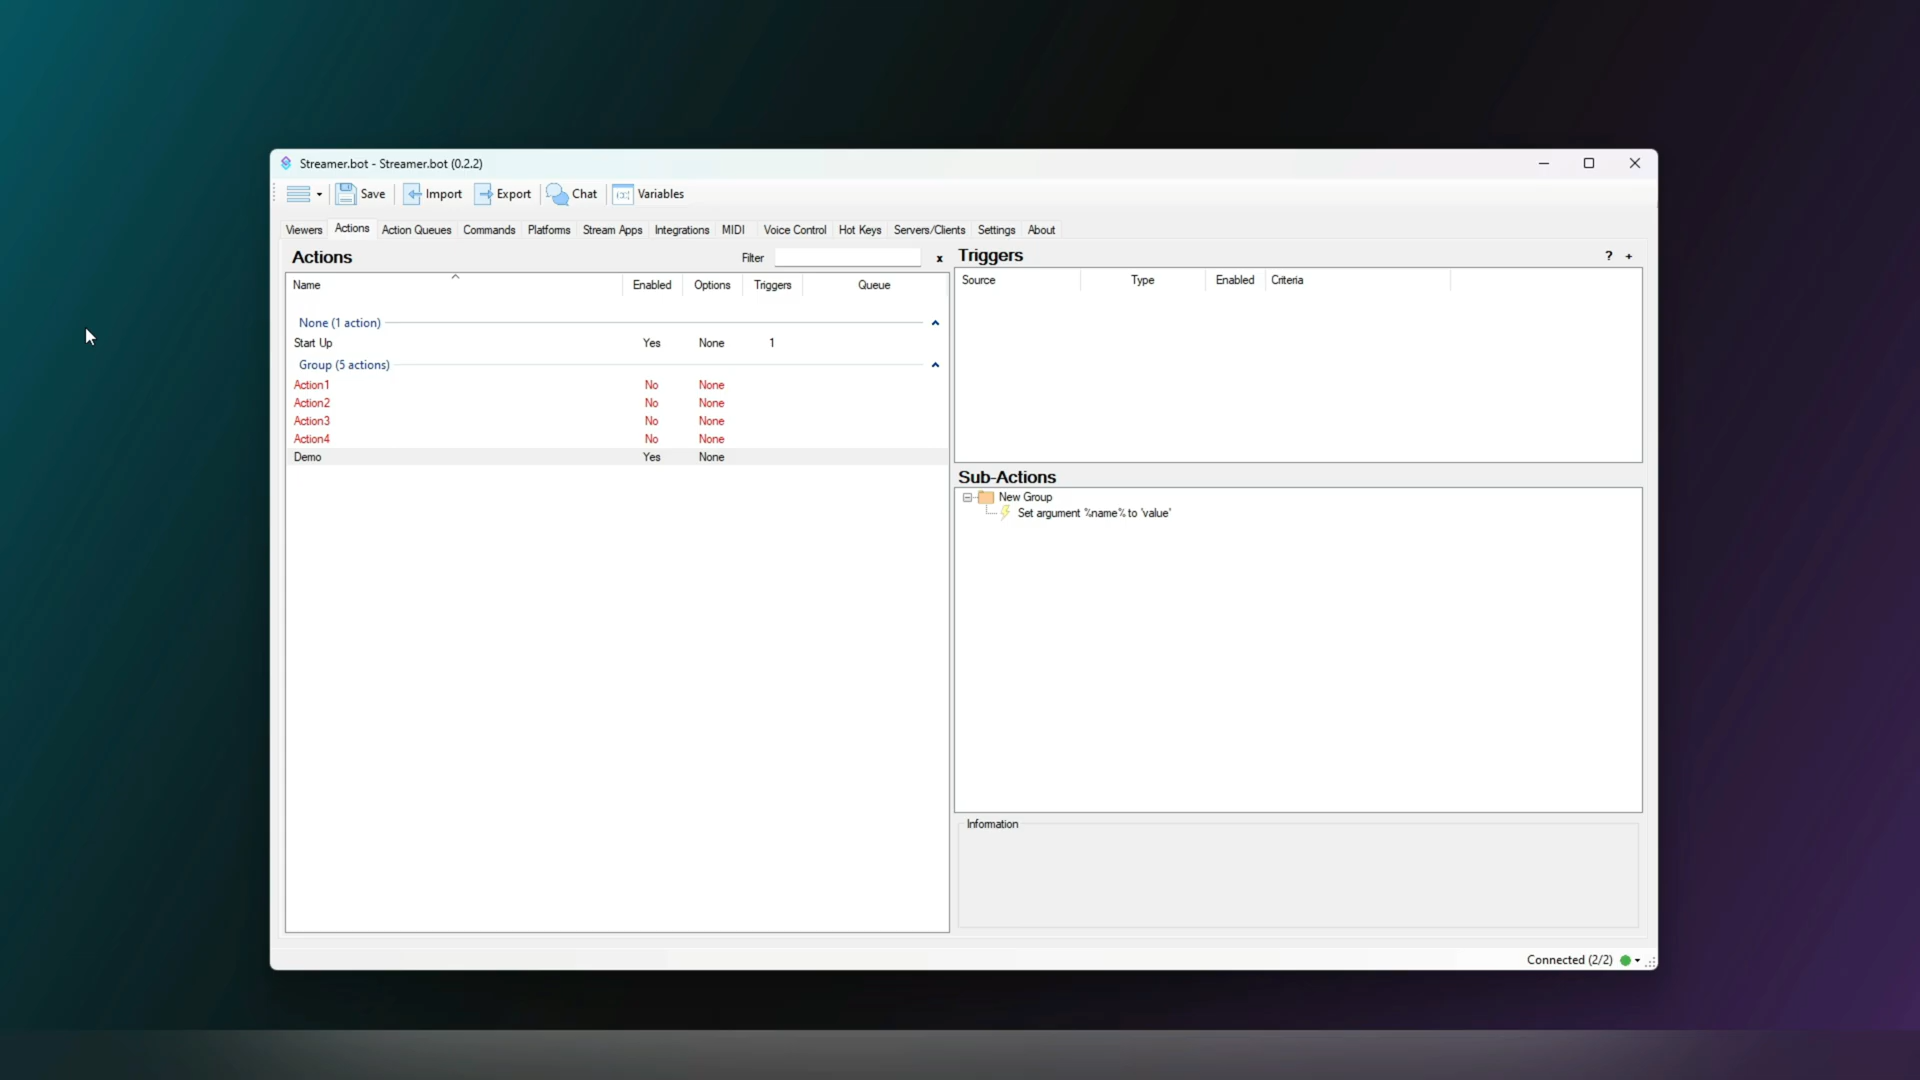 Streamer.bot - Streamer.bot (0.2.2)
Save Import Export Chat Variables
Viewers Actions Action Queues Commands Platforms Stream Apps Integrations MIDI Voice Control Hot Keys Servers/Clients Settings About
Actions Filter x
Name Enabled Options Triggers Queue
None (1 action)
Start Up Yes None 1
Group (5 actions)
Action1 No None
Action2 No None
Action3 No None
Action4 No None
Demo Yes None
Triggers ? +
Source Type Enabled Criteria
Sub-Actions
New Group
Set argument %name% to 'value'
Information
Connected (2/2)